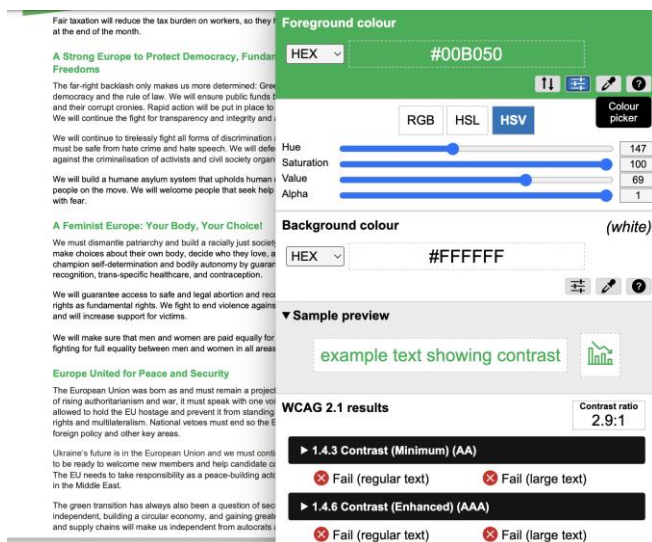 Fair taxation will reduce the tax burden on workers, so they
at the end of the month.
A Strong Europe to Protect Democracy,
Freedoms
The far-right backlash only makes us more determined:
democracy and the rule of law. We will ensure public funds
and their corrupt cronies. Rapid action will be put in place to
We will continue the fight for transparency and integrity and
We will continue to tirelessly fight all forms of discrimination
must be safe from hate crime and hate speech. We will
against the criminalisation of activists and civil society
We will build a humane asylum system that upholds human
people on the move. We will welcome people that seek help
with fear.
A Feminist Europe: Your Body, Your Choice!
We must dismantle patriarchy and build a racially just society
make choices about their own body, decide who they love,
champion self-determination and bodily autonomy by
recognition, trans-specific healthcare, and contraception.
We will guarantee access to safe and legal abortion and
rights as fundamental rights. We fight to end violence
and will increase support for victims.
We will make sure that men and women are paid equally for
fighting for full equality between men and women in all areas
Europe United for Peace and Security
The European Union was born as and must remain a
of rising authoritarianism and war, it must speak with one
allowed to hold the EU hostage and prevent it from standing
rights and multilateralism. National vetoes must end so the
foreign policy and other key areas.
Ukraine's future is in the European Union and we must
to be ready to welcome new members and help candidate
The EU needs to take responsibility as a peace-building
in the Middle East.
The green transition has always also been a question of
independent, building a circular economy, and gaining
and supply chains will make us independent from autocrats
Foreground colour
HEX #00B050
Colour
picker
RGB HSL HSV
Hue 147
Saturation 100
Value 69
Alpha 1
Background colour (white)
HEX #FFFFFF
▼ Sample preview
example text showing contrast
WCAG 2.1 results
Contrast ratio
2.9:1
▶ 1.4.3 Contrast (Minimum) (AA)
Fail (regular text) Fail (large text)
▶ 1.4.6 Contrast (Enhanced) (AAA)
Fail (regular text) Fail (large text)